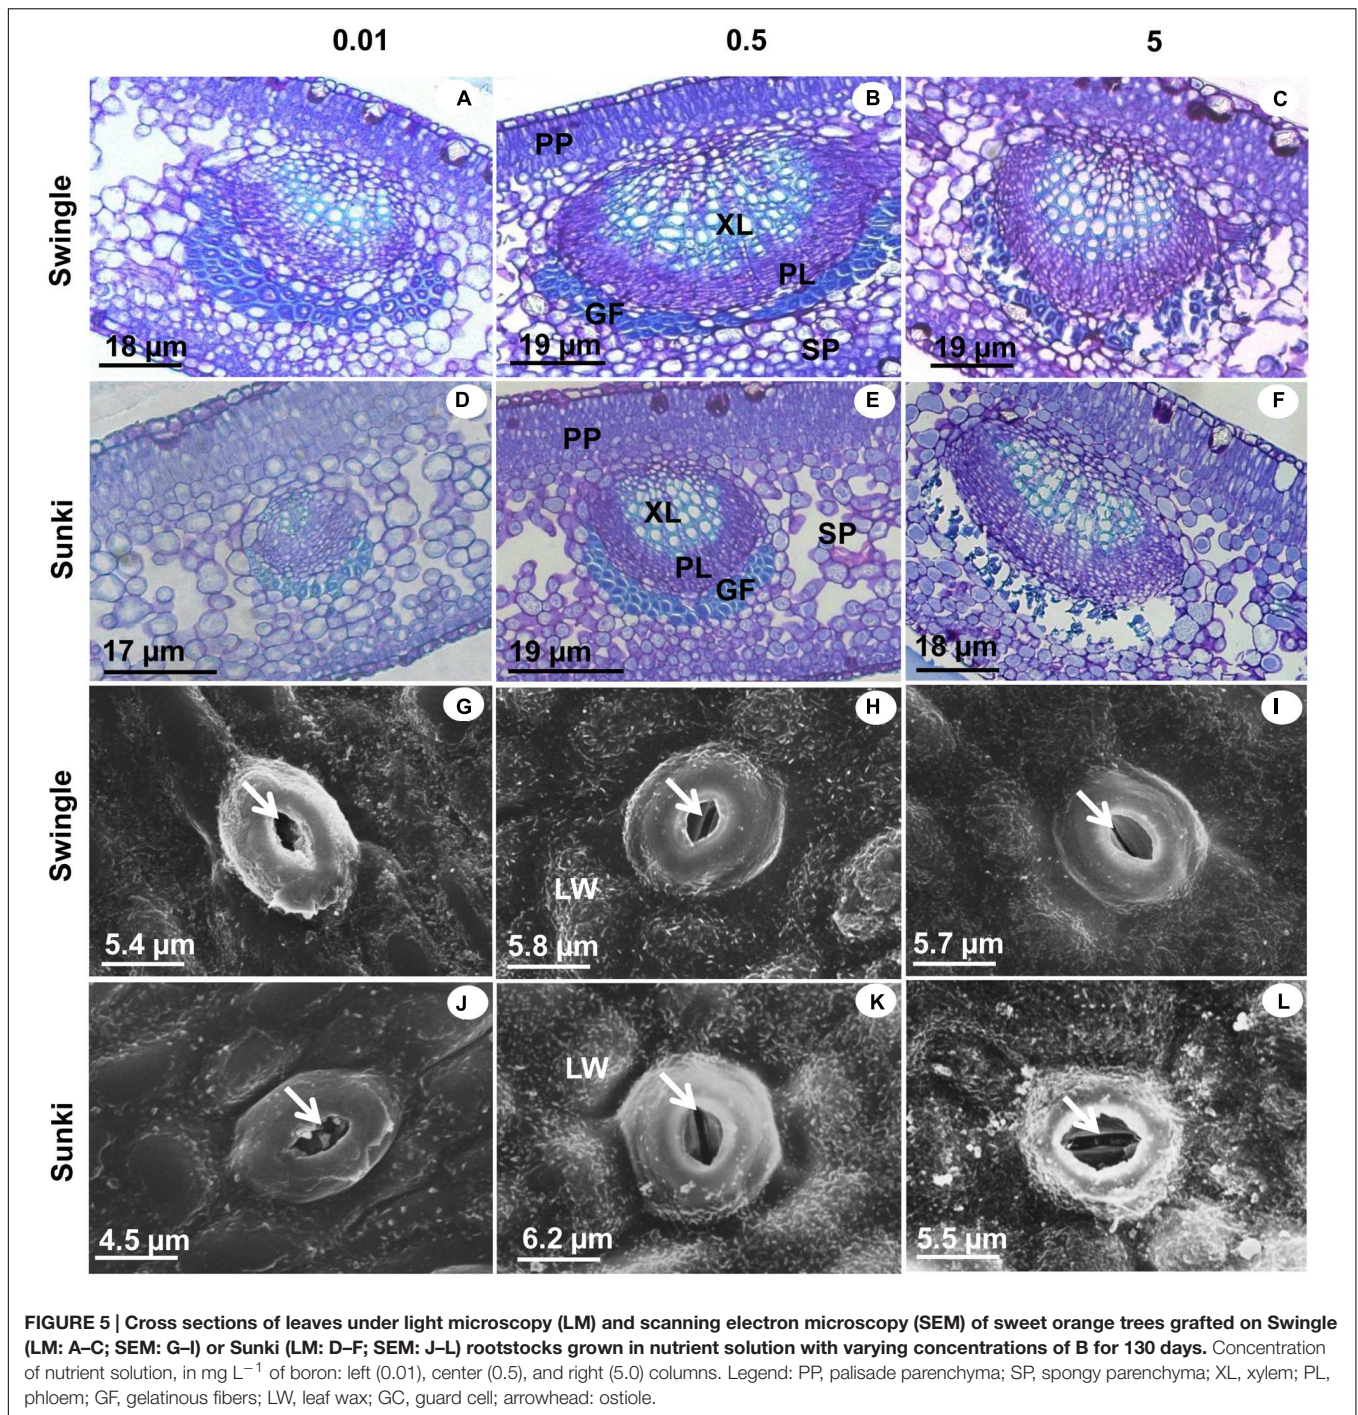 0.01 0.5 5
Swingle
A B C
PP
XL
PL
GF
SP
18 µm 19 µm 19 µm
Sunki
D E F
PP
XL
SP
PL
GF
17 µm 19 µm 18 µm
Swingle
G H I
LW
5.4 µm 5.8 µm 5.7 µm
Sunki
J K L
LW
4.5 µm 6.2 µm 5.5 µm
FIGURE 5 | Cross sections of leaves under light microscopy (LM) and scanning electron microscopy (SEM) of sweet orange trees grafted on Swingle
(LM: A–C; SEM: G–I) or Sunki (LM: D–F; SEM: J–L) rootstocks grown in nutrient solution with varying concentrations of B for 130 days. Concentration
of nutrient solution, in mg L⁻¹ of boron: left (0.01), center (0.5), and right (5.0) columns. Legend: PP, palisade parenchyma; SP, spongy parenchyma; XL, xylem; PL,
phloem; GF, gelatinous fibers; LW, leaf wax; GC, guard cell; arrowhead: ostiole.